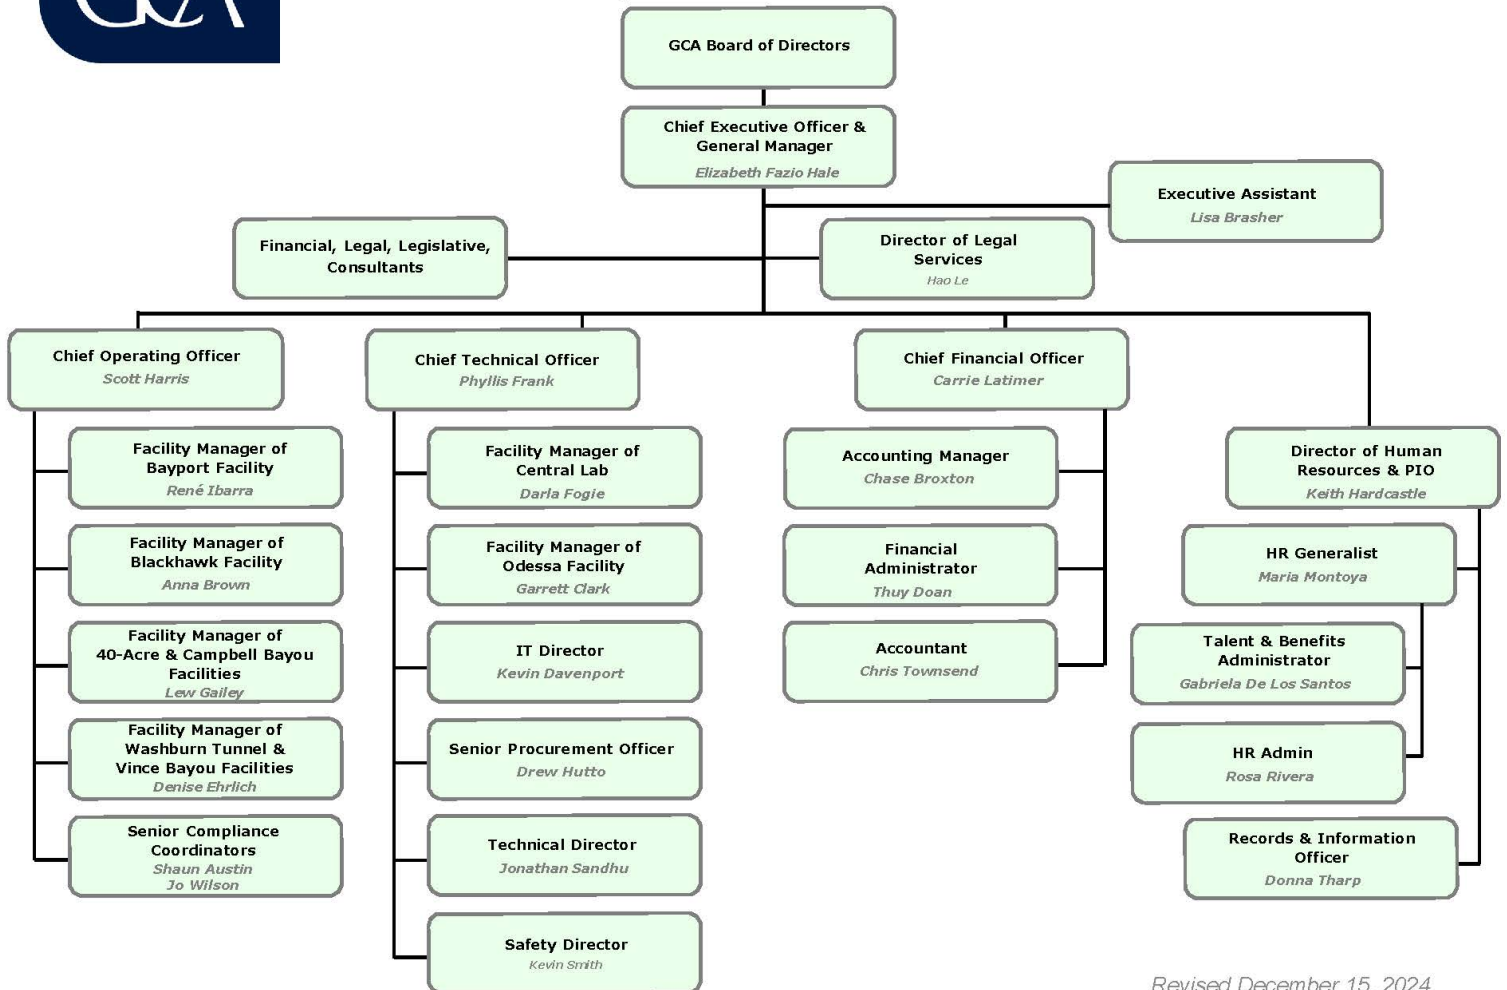 GCA
GCA Board of Directors
Chief Executive Officer &
General Manager
Elizabeth Fazio Hale
Executive Assistant
Lisa Brasher
Financial, Legal, Legislative,
Consultants
Director of Legal
Services
Hao Le
Chief Operating Officer
Scott Harris
Facility Manager of
Bayport Facility
René Ibarra
Facility Manager of
Blackhawk Facility
Anna Brown
Facility Manager of
40-Acre & Campbell Bayou
Facilities
Lew Gailey
Facility Manager of
Washburn Tunnel &
Vince Bayou Facilities
Denise Ehrlich
Senior Compliance
Coordinators
Shaun Austin
Jo Wilson
Chief Technical Officer
Phyllis Frank
Facility Manager of
Central Lab
Darla Fogle
Facility Manager of
Odessa Facility
Garrett Clark
IT Director
Kevin Davenport
Senior Procurement Officer
Drew Hutto
Technical Director
Jonathan Sandhu
Safety Director
Kevin Smith
Chief Financial Officer
Carrie Latimer
Accounting Manager
Chase Broxton
Financial
Administrator
Thuy Doan
Accountant
Chris Townsend
Director of Human
Resources & PIO
Keith Hardcastle
HR Generalist
Maria Montoya
Talent & Benefits
Administrator
Gabriela De Los Santos
HR Admin
Rosa Rivera
Records & Information
Officer
Donna Tharp
Revised December 15, 2024